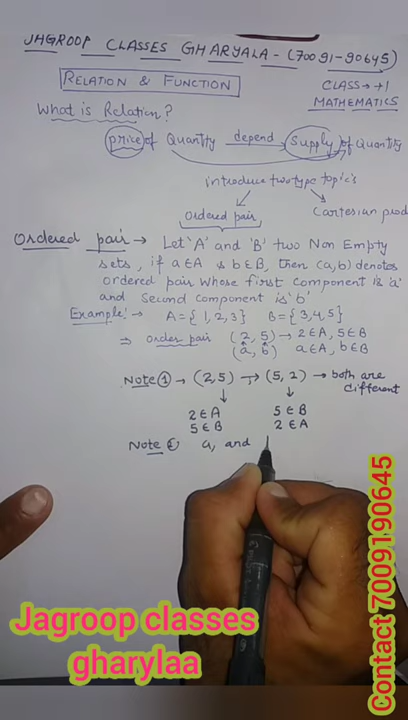 JAGROOP CLASSES GHARYALA - (70091-90645)
RELATION & FUNCTION
CLASS → +1
MATHEMATICS
What is Relation?
price of Quantity depend Supply of Quantity
introduce two type topics
Ordered pair
Cartesian prod
Ordered pair → Let 'A' and 'B' two Non Empty
sets, if a∈A & b∈B, then (a,b) denotes
ordered pair whose first component is 'a'
and second component is 'b'
Example:- → A={1,2,3} B={3,4,5}
⇒ order pair (2,5) → 2∈A, 5∈B
(a,b) a∈A, b∈B
Note ① → (2,5) → (5,2) → both are
different
2∈A 5∈B
5∈B 2∈A
Note a, and
Jagroop classes
gharylaa
Contact 7009190645